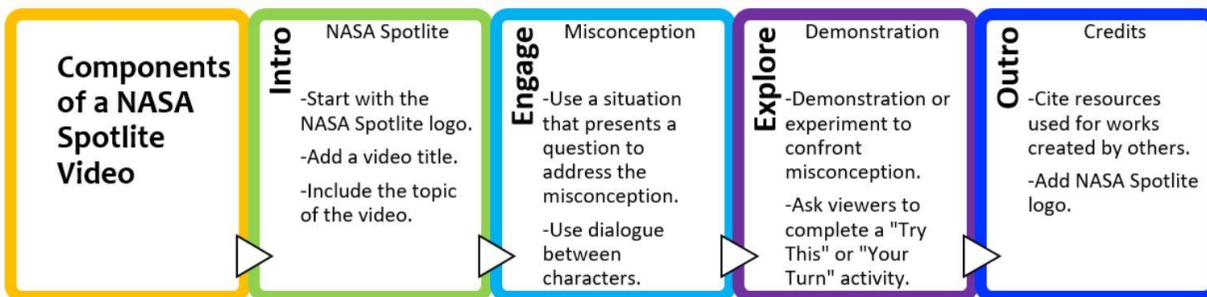 Components
of a NASA
Spotlite
Video
Intro
NASA Spotlite
-Start with the
NASA Spotlite logo.
-Add a video title.
-Include the topic
of the video.
Engage
Misconception
-Use a situation
that presents a
question to
address the
misconception.
-Use dialogue
between
characters.
Explore
Demonstration
-Demonstration or
experiment to
confront
misconception.
-Ask viewers to
complete a "Try
This" or "Your
Turn" activity.
Outro
Credits
-Cite resources
used for works
created by others.
-Add NASA Spotlite
logo.